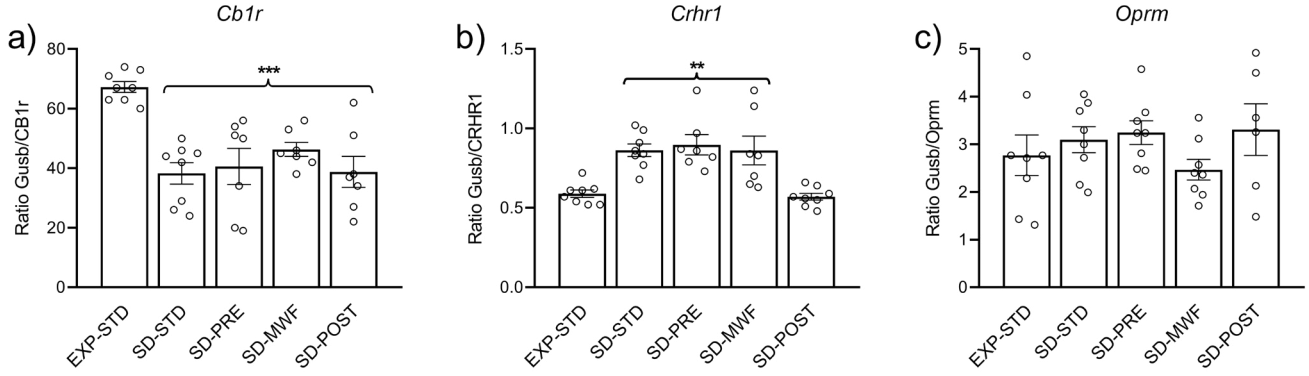 a)
Cb1r
Ratio Gusb/CB1r
80
60
40
20
0
***
EXP-STD
SD-STD
SD-PRE
SD-MWF
SD-POST
b)
Crhr1
Ratio Gusb/CRHR1
1.5
1.0
0.5
0.0
**
EXP-STD
SD-STD
SD-PRE
SD-MWF
SD-POST
c)
Oprm
Ratio Gusb/Oprm
5
4
3
2
1
0
EXP-STD
SD-STD
SD-PRE
SD-MWF
SD-POST